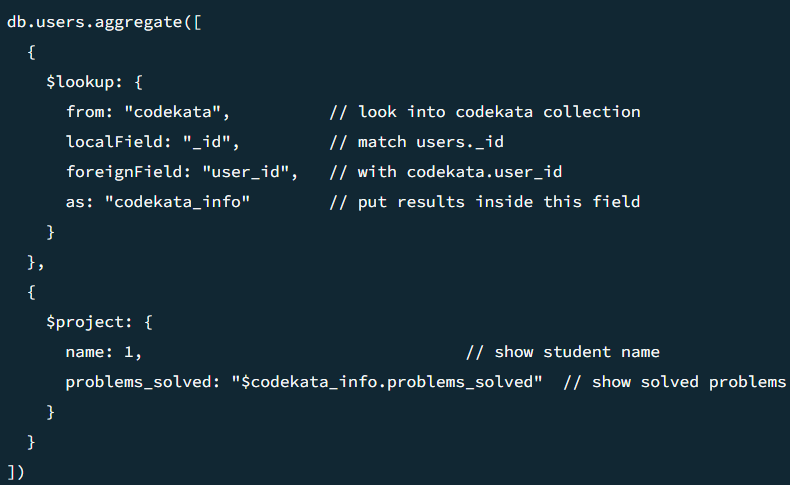 db.users.aggregate([
  {
    $lookup: {
      from: "codekata",          // look into codekata collection
      localField: "_id",         // match users._id
      foreignField: "user_id",   // with codekata.user_id
      as: "codekata_info"        // put results inside this field
    }
  },
  {
    $project: {
      name: 1,                                 // show student name
      problems_solved: "$codekata_info.problems_solved"  // show solved problems
    }
  }
])